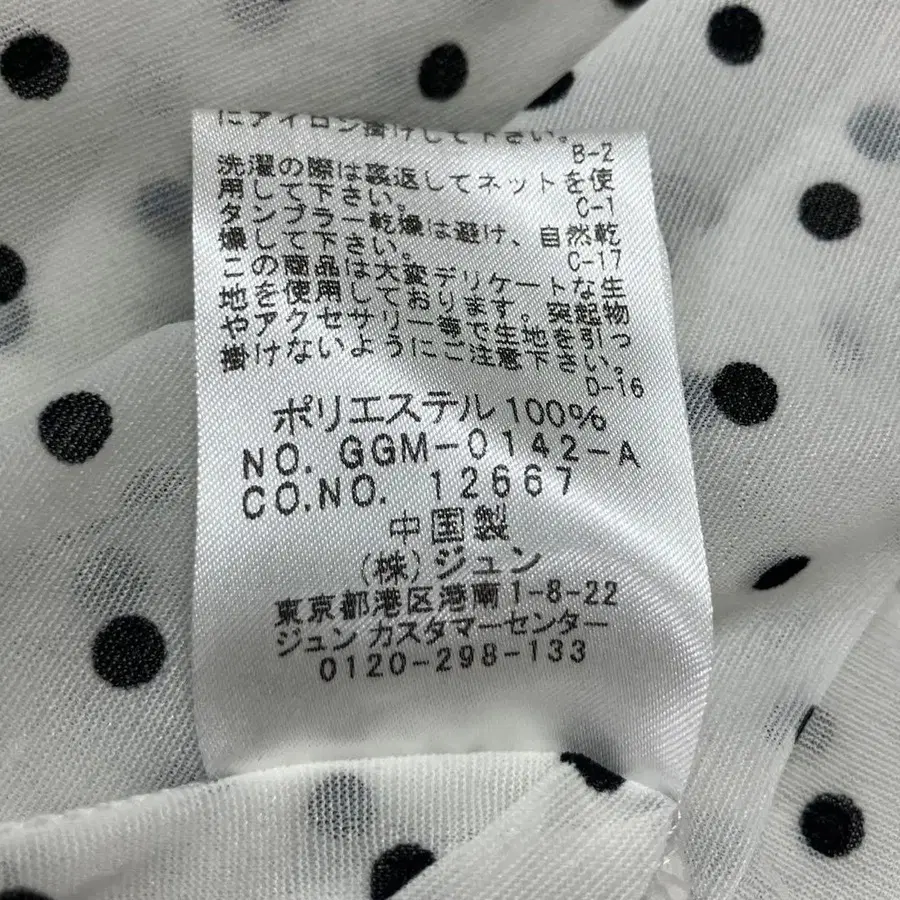 にアイロン掛けして下さい。
B-2
洗濯の際は裏返してネットを使
用して下さい。
C-1
タンブラー乾燥は避け、自然乾
燥して下さい。
C-17
この商品は大変デリケートな生
地を使用しております。突起物
やアクセサリー等で生地を引っ
掛けないようにご注意下さい。
D-16
ポリエステル 100%
NO. GGM-0142-A
CO.NO. 12667
中国製
(株)ジュン
東京都港区港南1-8-22
ジュン カスタマーセンター
0120-298-133